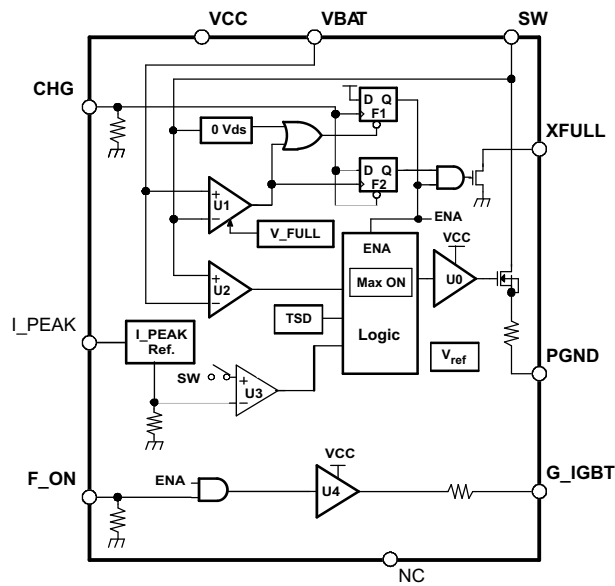 VCC
VBAT
SW
CHG
D Q
F1
0 Vds
XFULL
D Q
F2
+
U1
−
ENA
V_FULL
ENA
VCC
+
U2
−
Max ON
U0
I_PEAK
I_PEAK
Ref.
TSD
Logic
Vref
PGND
SW
+
U3
−
VCC
F_ON
ENA
U4
G_IGBT
NC